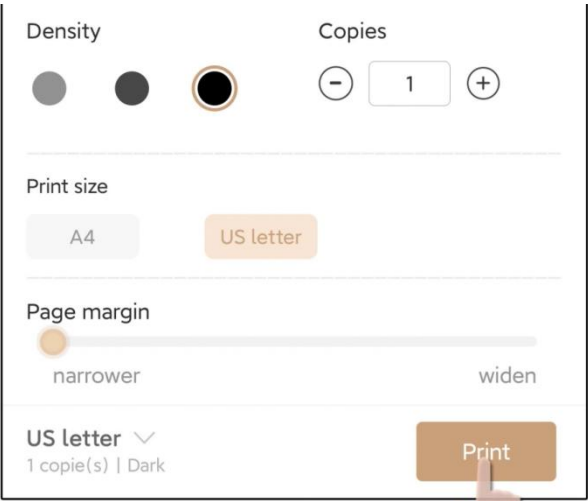 Density Copies
1
Print size
A4 US letter
Page margin
narrower widen
US letter
1 copie(s) | Dark
Print